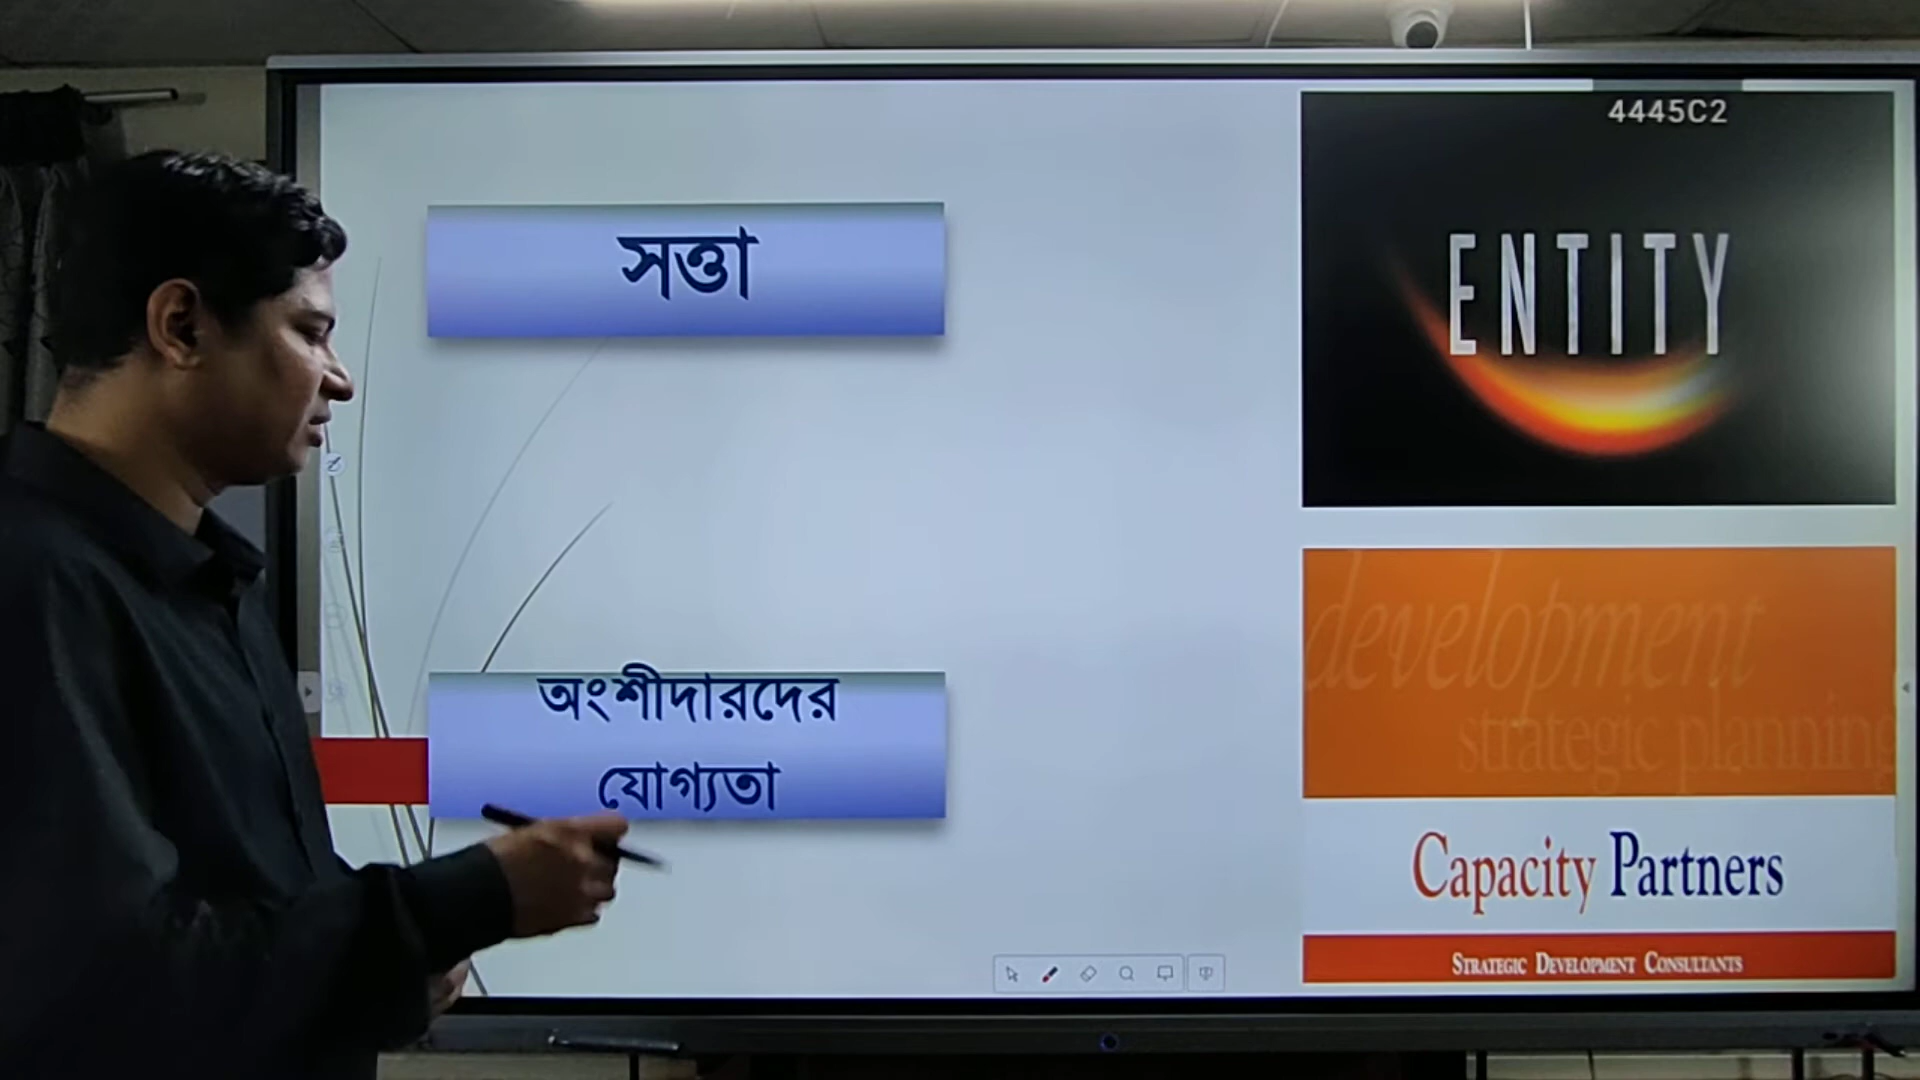 4445C2
সত্তা
ENTITY
অংশীদারদের
যোগ্যতা
development
strategic planning
Capacity Partners
STRATEGIC DEVELOPMENT CONSULTANTS